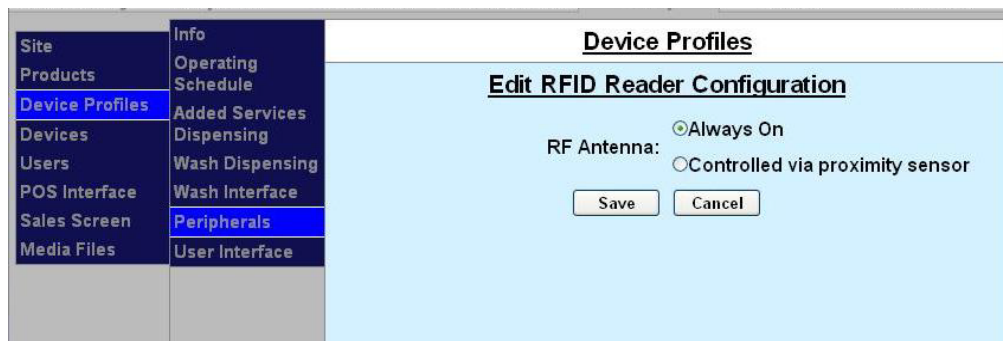 Site
Products
Device Profiles
Devices
Users
POS Interface
Sales Screen
Media Files
Info
Operating
Schedule
Added Services
Dispensing
Wash Dispensing
Wash Interface
Peripherals
User Interface
Device Profiles
Edit RFID Reader Configuration
RF Antenna:
Always On
Controlled via proximity sensor
Save Cancel